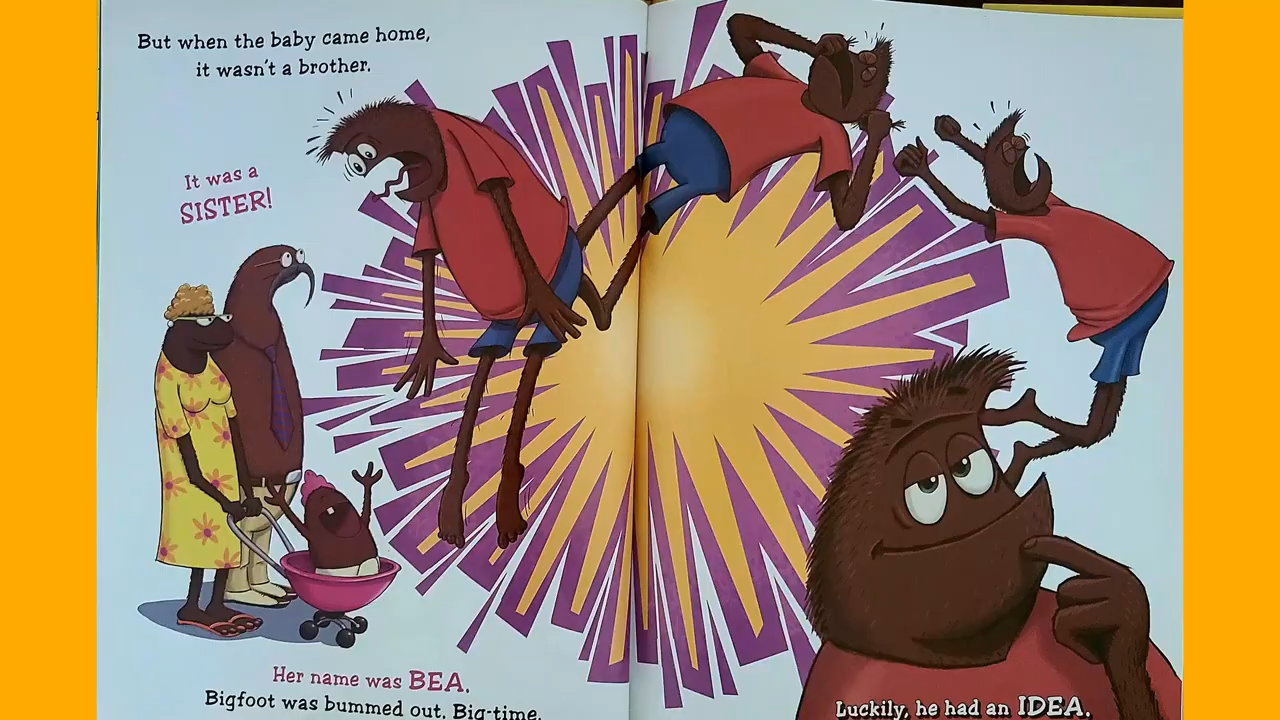 But when the baby came home,
it wasn't a brother.
It was a
SISTER!
Her name was BEA.
Bigfoot was bummed out. Big-time.
Luckily, he had an IDEA.